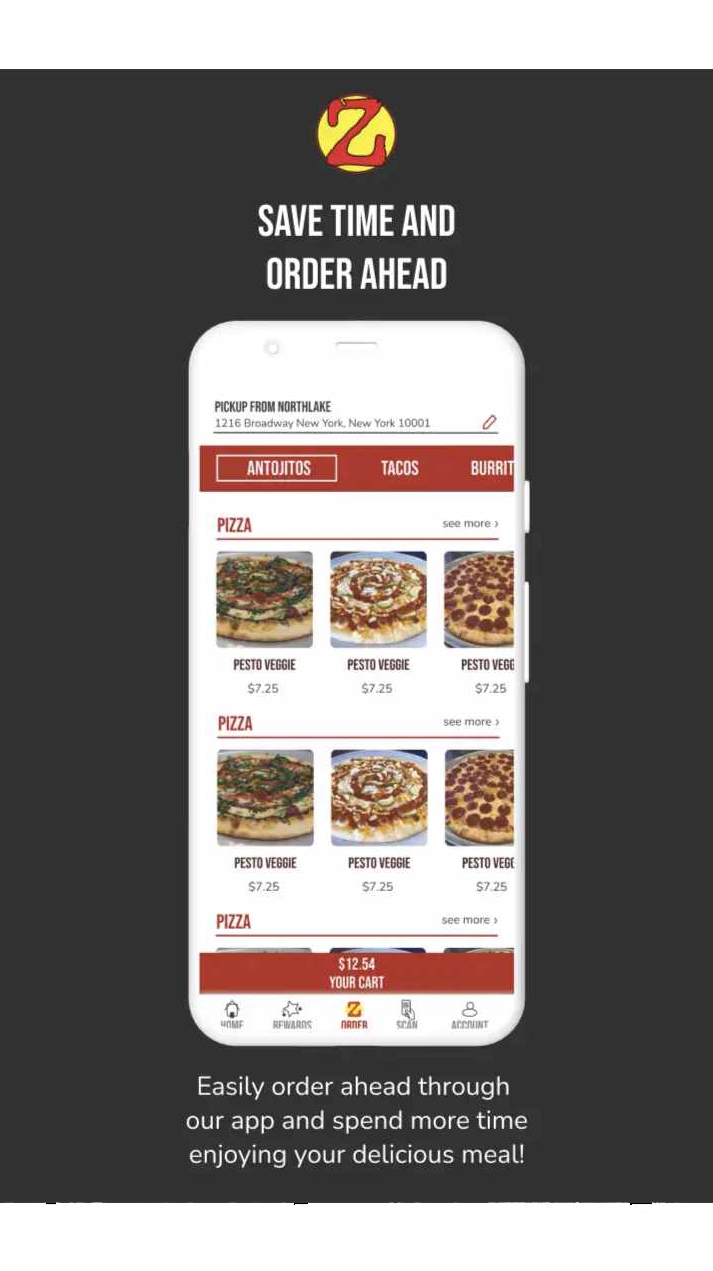 Z
SAVE TIME AND
ORDER AHEAD
PICKUP FROM NORTHLAKE
1216 Broadway New York, New York 10001
ANTOJITOS TACOS BURRIT
PIZZA see more ›
PESTO VEGGIE PESTO VEGGIE PESTO VEGG
$7.25 $7.25 $7.25
PIZZA see more ›
PESTO VEGGIE PESTO VEGGIE PESTO VEGG
$7.25 $7.25 $7.25
PIZZA see more ›
$12.54
YOUR CART
Z
HOME REWARDS ORDER SCAN ACCOUNT
Easily order ahead through
our app and spend more time
enjoying your delicious meal!